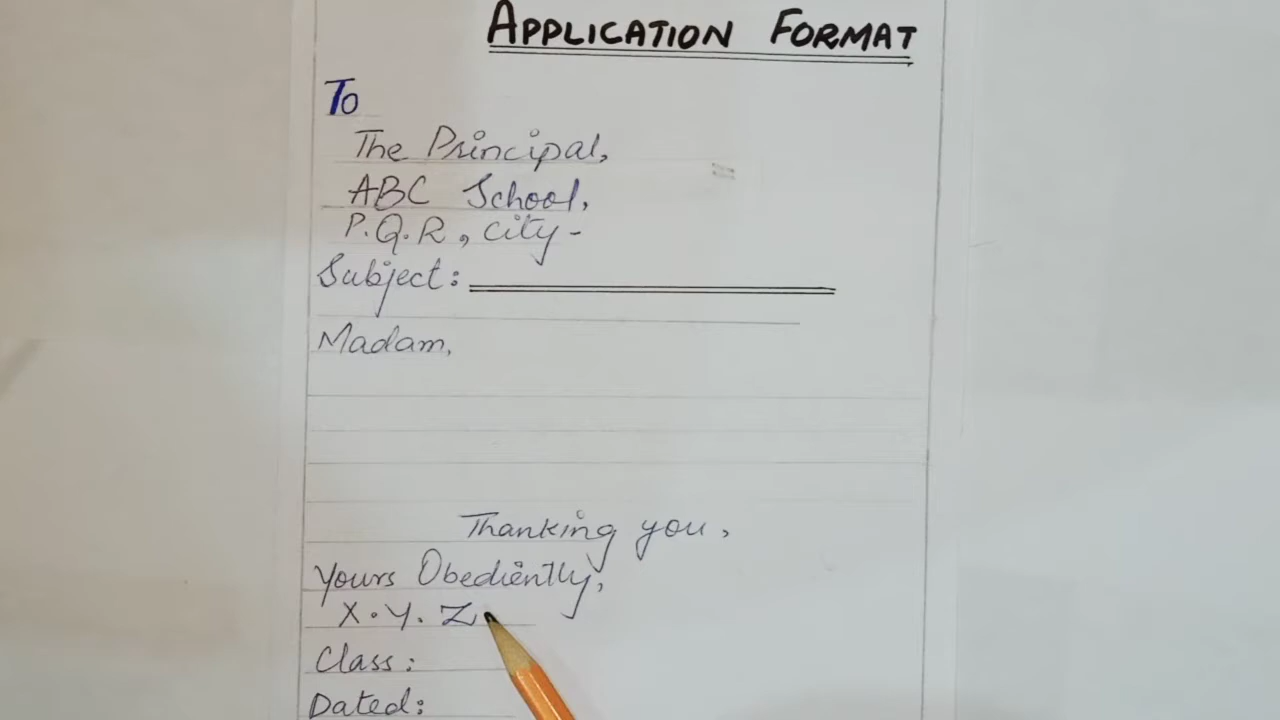 APPLICATION FORMAT
To
The Principal,
ABC School,
P.Q.R, City-
Subject:
Madam,
Thanking you,
Yours Obediently,
X.Y.Z
Class:
Dated: